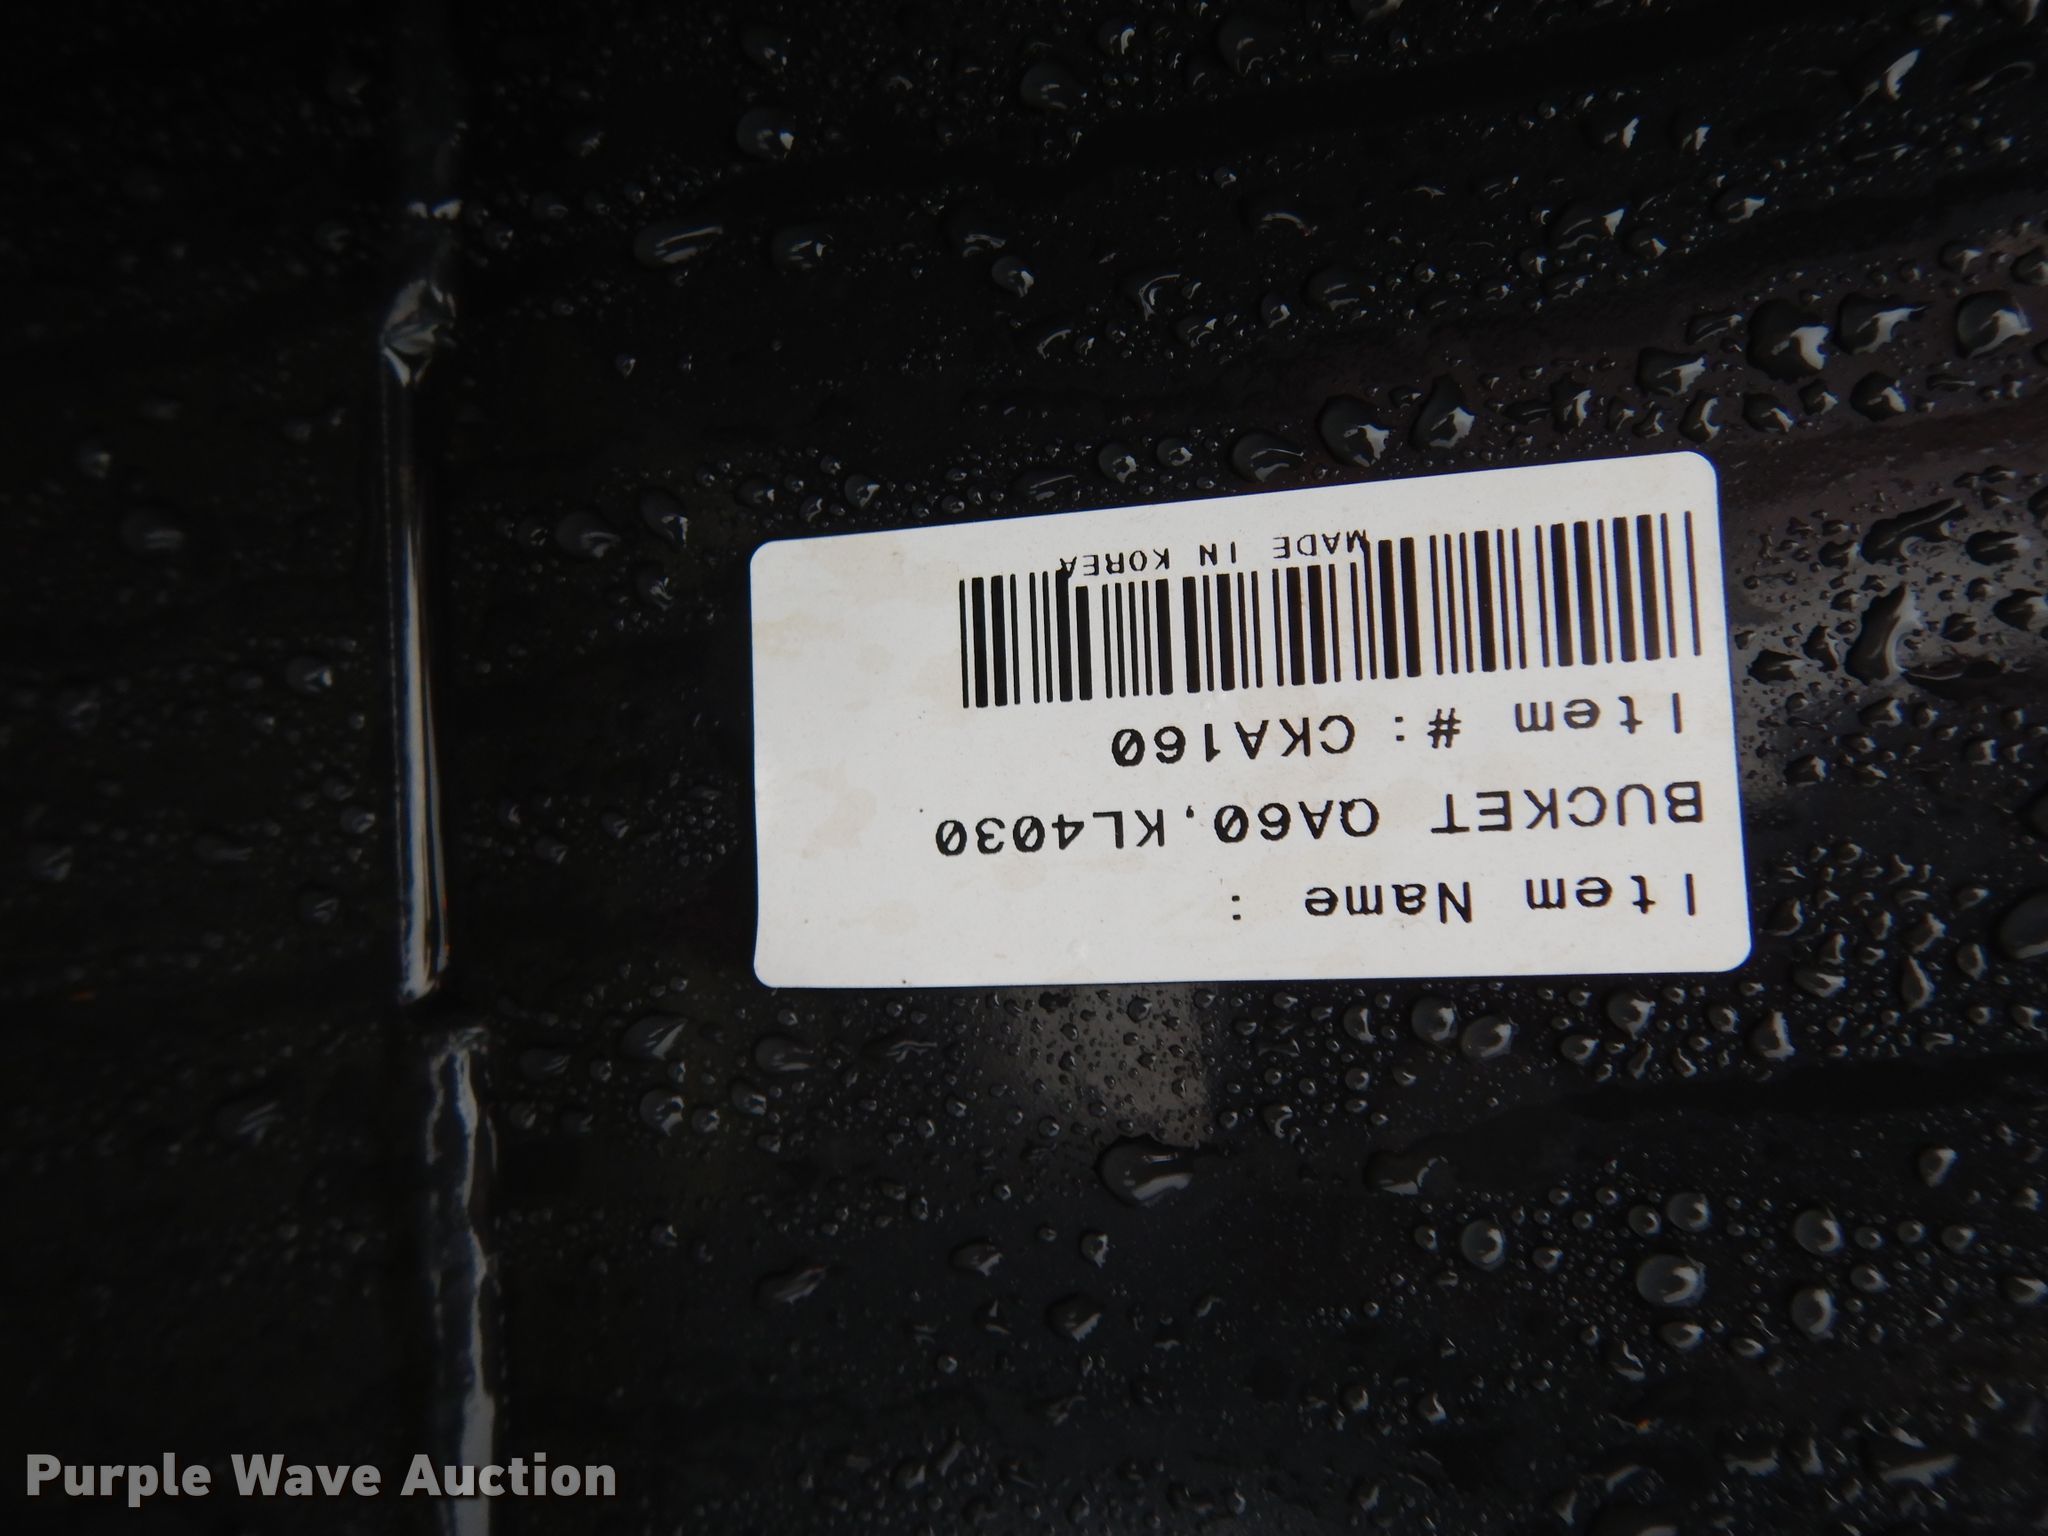 Item Name :
BUCKET QA60,KL4030
Item #: CKA160
MADE IN KOREA
Purple Wave Auction